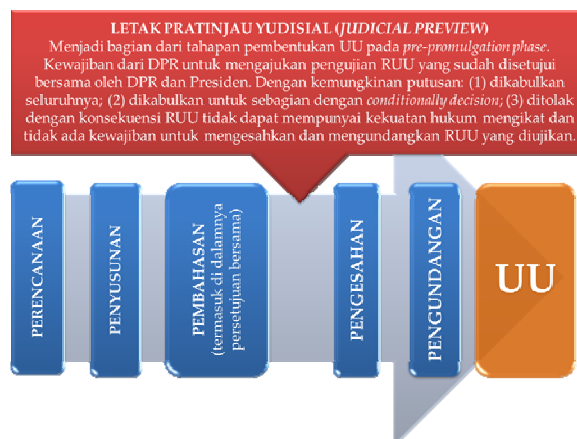 LETAK PRATINJAU YUDISIAL (JUDICIAL PREVIEW)
Menjadi bagian dari tahapan pembentukan UU pada pre-promulgation phase.
Kewajiban dari DPR untuk mengajukan pengujian RUU yang sudah disetujui
bersama oleh DPR dan Presiden. Dengan kemungkinan putusan: (1) dikabulkan
seluruhnya; (2) dikabulkan untuk sebagian dengan conditionally decision; (3) ditolak
dengan konsekuensi RUU tidak dapat mempunyai kekuatan hukum mengikat dan
tidak ada kewajiban untuk mengesahkan dan mengundangkan RUU yang diujikan.
PERENCANAAN
PENYUSUNAN
PEMBAHASAN
(termasuk di dalamnya
persetujuan bersama)
PENGESAHAN
PENGUNDANGAN
UU